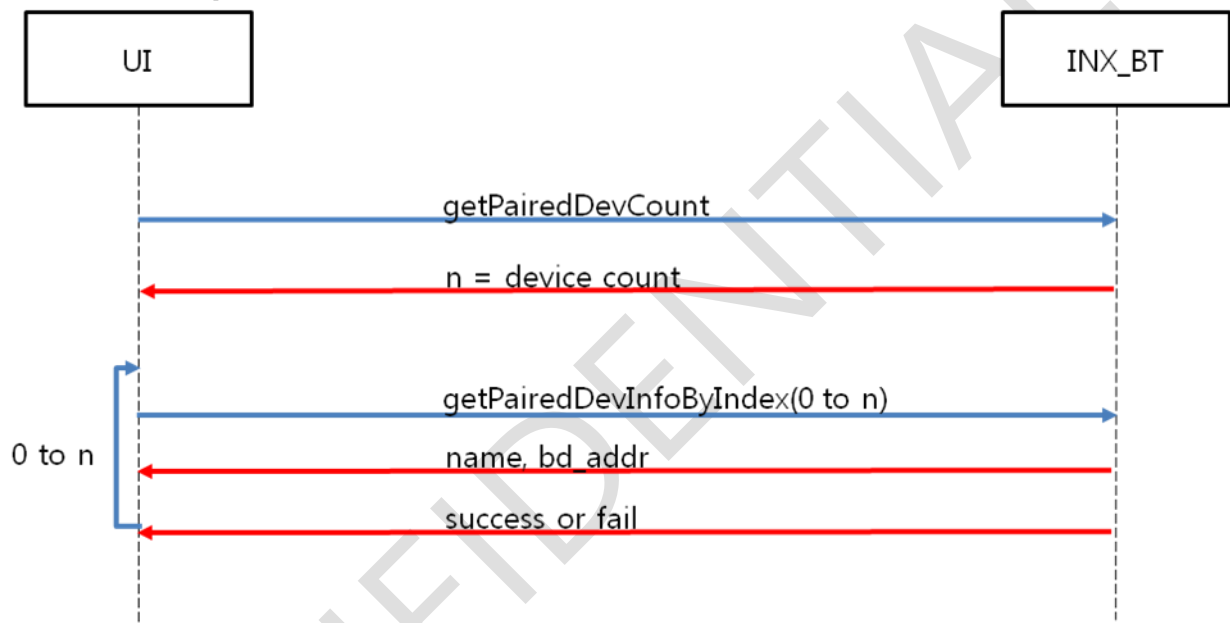 UI
INX_BT
getPairedDevCount
n = device count
getPairedDevInfoByIndex(0 to n)
0 to n
name, bd_addr
success or fail